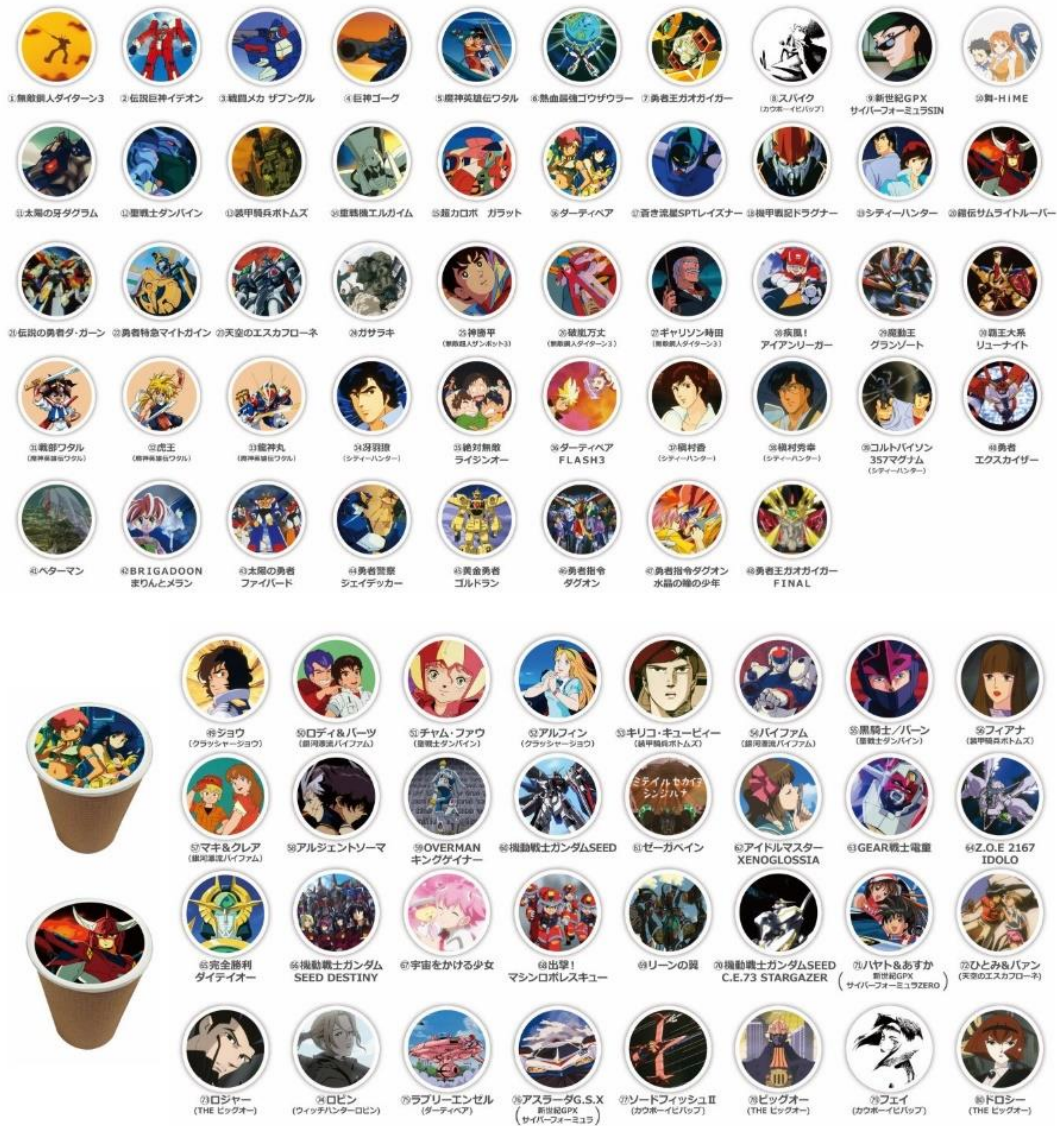 ①無敵鋼人ダイターン3 ②伝説巨神イデオン ③戦闘メカ ザブングル ④巨神ゴーグ ⑤魔神英雄伝ワタル ⑥熱血最強ゴウザウラー ⑦勇者王ガオガイガー ⑧スパイク ⑨新世紀GPX ⑩舞-HiME
(カウボーイビバップ) サイバーフォーミュラSIN
⑪太陽の牙ダグラム ⑫聖戦士ダンバイン ⑬装甲騎兵ボトムズ ⑭重戦機エルガイム ⑮超力ロボ ガラット ⑯ダーティペア ⑰蒼き流星SPTレイズナー ⑱機甲戦記ドラグナー ⑲シティーハンター ⑳鎧伝サムライトルーパー
㉑伝説の勇者ダ・ガーン ㉒勇者特急マイトガイン ㉓天空のエスカフローネ ㉔ガサラキ ㉕神勝平 ㉖破嵐万丈 ㉗ギャリソン時田 ㉘疾風! ㉙魔動王 ㉚覇王大系
(無敵超人ザンボット3) (無敵鋼人ダイターン3) (無敵鋼人ダイターン3) アイアンリーガー グランゾート リューナイト
㉛戦部ワタル ㉜虎王 ㉝龍神丸 ㉞冴羽獠 ㉟絶対無敵 ㊱ダーティペア ㊲槇村香 ㊳槇村秀幸 ㊴コルトパイソン ㊵勇者
(魔神英雄伝ワタル) (魔神英雄伝ワタル) (魔神英雄伝ワタル) (シティーハンター) ライジンオー FLASH3 (シティーハンター) (シティーハンター) 357マグナム エクスカイザー
(シティーハンター)
㊶ベターマン ㊷BRIGADOON ㊸太陽の勇者 ㊹勇者警察 ㊺黄金勇者 ㊻勇者指令 ㊼勇者指令ダグオン ㊽勇者王ガオガイガー
まりんとメラン ファイバード ジェイデッカー ゴルドラン ダグオン 水晶の瞳の少年 FINAL
㊾ジョウ ㊿ロディ&バーツ 51チャム・ファウ 52アルフィン 53キリコ・キュービィー 54バイファム 55黒騎士/バーン 56フィアナ
(クラッシャージョウ) (銀河漂流バイファム) (聖戦士ダンバイン) (クラッシャージョウ) (装甲騎兵ボトムズ) (銀河漂流バイファム) (聖戦士ダンバイン) (装甲騎兵ボトムズ)
ミテイルセカイヲ
シンジルナ
57マキ&クレア 58アルジェントソーマ 59OVERMAN 60機動戦士ガンダムSEED 61ゼーガペイン 62アイドルマスター 63GEAR戦士電童 64Z.O.E 2167
(銀河漂流バイファム) キングゲイナー XENOGLOSSIA IDOLO
65完全勝利 66機動戦士ガンダム 67宇宙をかける少女 68出撃! 69リーンの翼 70機動戦士ガンダムSEED 71ハヤト&あすか 72ひとみ&バァン
ダイテイオー SEED DESTINY マシンロボレスキュー C.E.73 STARGAZER (新世紀GPX サイバーフォーミュラZERO) (天空のエスカフローネ)
73ロジャー 74ロビン 75ラブリーエンゼル 76アスラーダG.S.X 77ソードフィッシュⅡ 78ビッグオー 79フェイ 80ドロシー
(THE ビッグオー) (ウィッチハンターロビン) (ダーティペア) (新世紀GPX サイバーフォーミュラ) (カウボーイビバップ) (THE ビッグオー) (カウボーイビバップ) (THE ビッグオー)